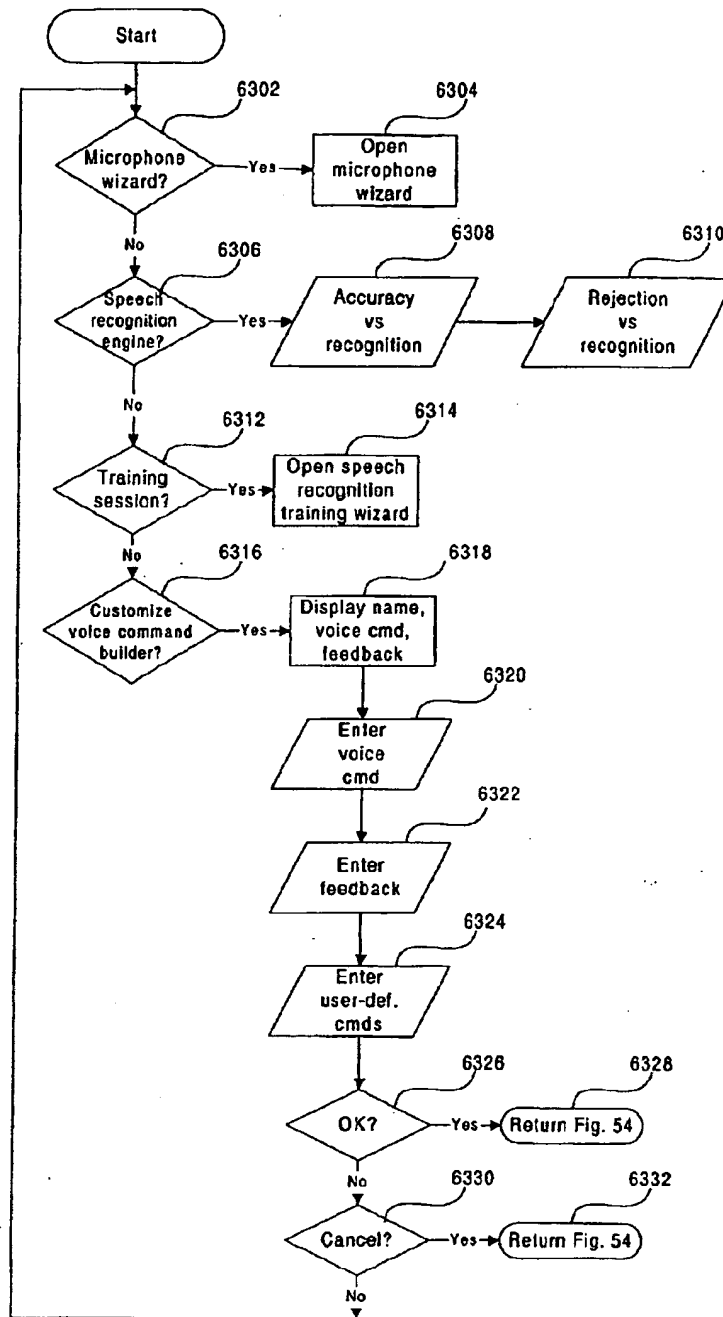 Start
6302
6304
Microphone
wizard?
Yes
Open
microphone
wizard
No
6306
6308
6310
Speech
recognition
engine?
Yes
Accuracy
vs
recognition
Rejection
vs
recognition
No
6312
6314
Training
session?
Yes
Open speech
recognition
training wizard
No
6316
6318
Customize
voice command
builder?
Yes
Display name,
voice cmd,
feedback
6320
Enter
voice
cmd
6322
Enter
feedback
6324
Enter
user-def.
cmds
6326
6328
OK?
Yes
Return Fig. 54
No
6330
6332
Cancel?
Yes
Return Fig. 54
No